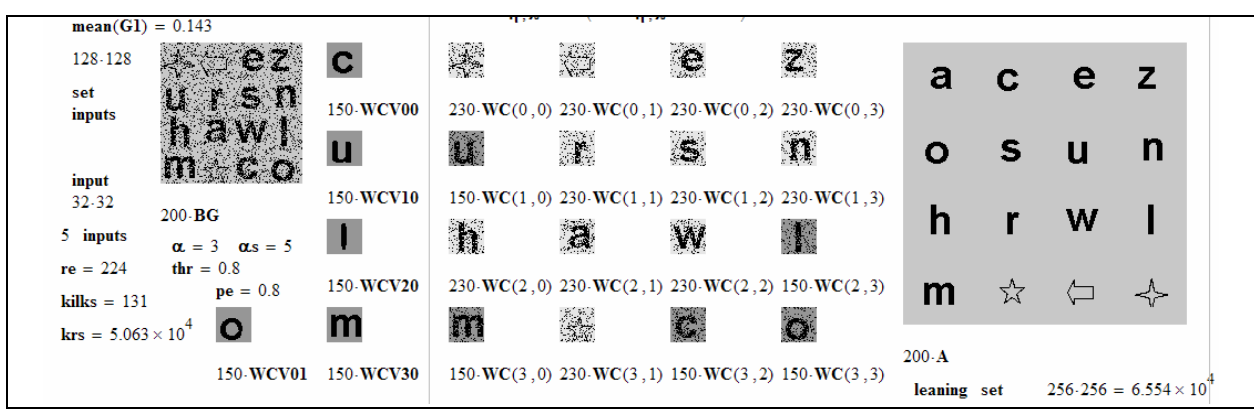 mean(G1) = 0.143
128·128
set
inputs
input
32·32
5 inputs
re = 224
kilks = 131
krs = 5.063 × 10^4
e z
u r s n
h a w l
m c o
200·BG
α = 3 αs = 5
thr = 0.8
pe = 0.8
c
150·WCV00
u
150·WCV10
l
150·WCV20
o m
150·WCV01 150·WCV30
e z
230·WC(0,0) 230·WC(0,1) 230·WC(0,2) 230·WC(0,3)
u r s n
150·WC(1,0) 230·WC(1,1) 230·WC(1,2) 230·WC(1,3)
h a w l
230·WC(2,0) 230·WC(2,1) 230·WC(2,2) 150·WC(2,3)
m c o
150·WC(3,0) 230·WC(3,1) 150·WC(3,2) 150·WC(3,3)
a c e z
o s u n
h r w l
m
200·A
leaning set 256·256 = 6.554 × 10^4